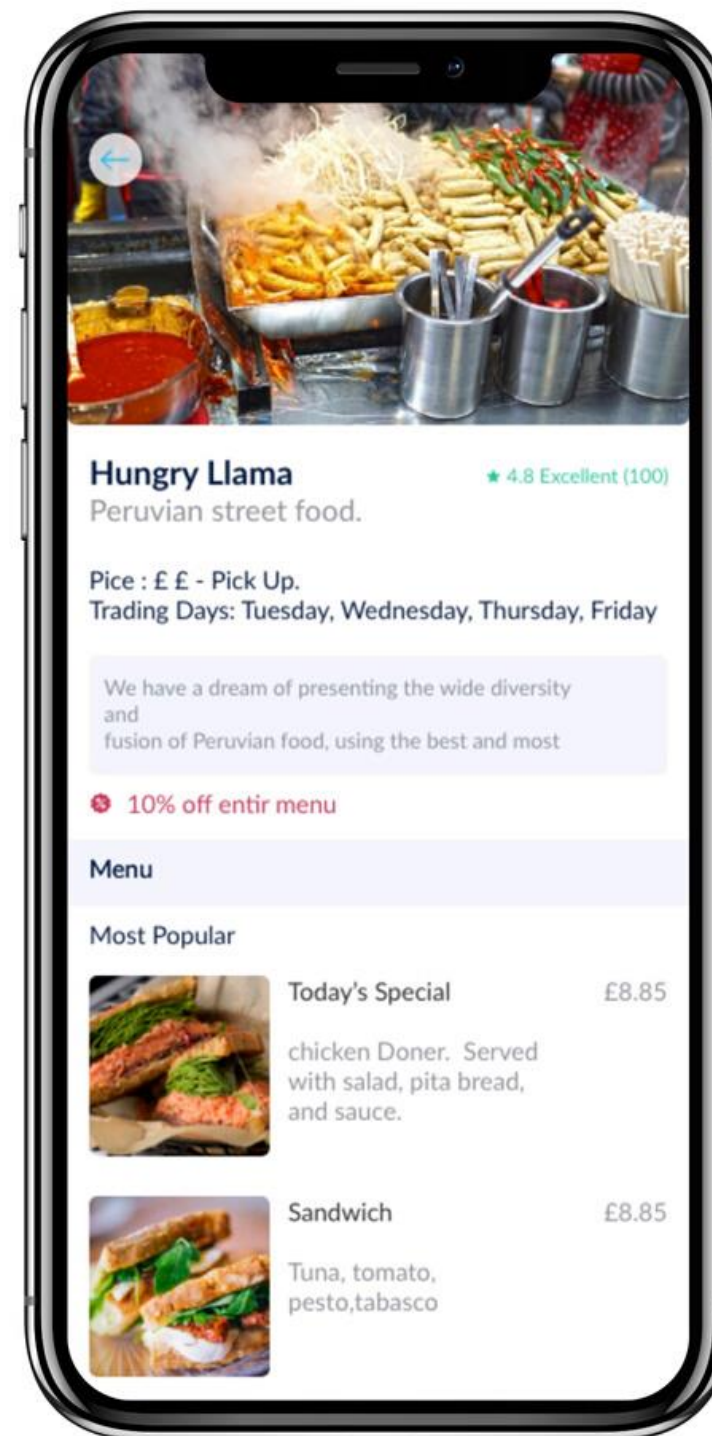 Hungry Llama
★ 4.8 Excellent (100)
Peruvian street food.
Pice : £ £ - Pick Up.
Trading Days: Tuesday, Wednesday, Thursday, Friday
We have a dream of presenting the wide diversity
and
fusion of Peruvian food, using the best and most
10% off entir menu
Menu
Most Popular
Today's Special £8.85
chicken Doner. Served
with salad, pita bread,
and sauce.
Sandwich £8.85
Tuna, tomato,
pesto,tabasco